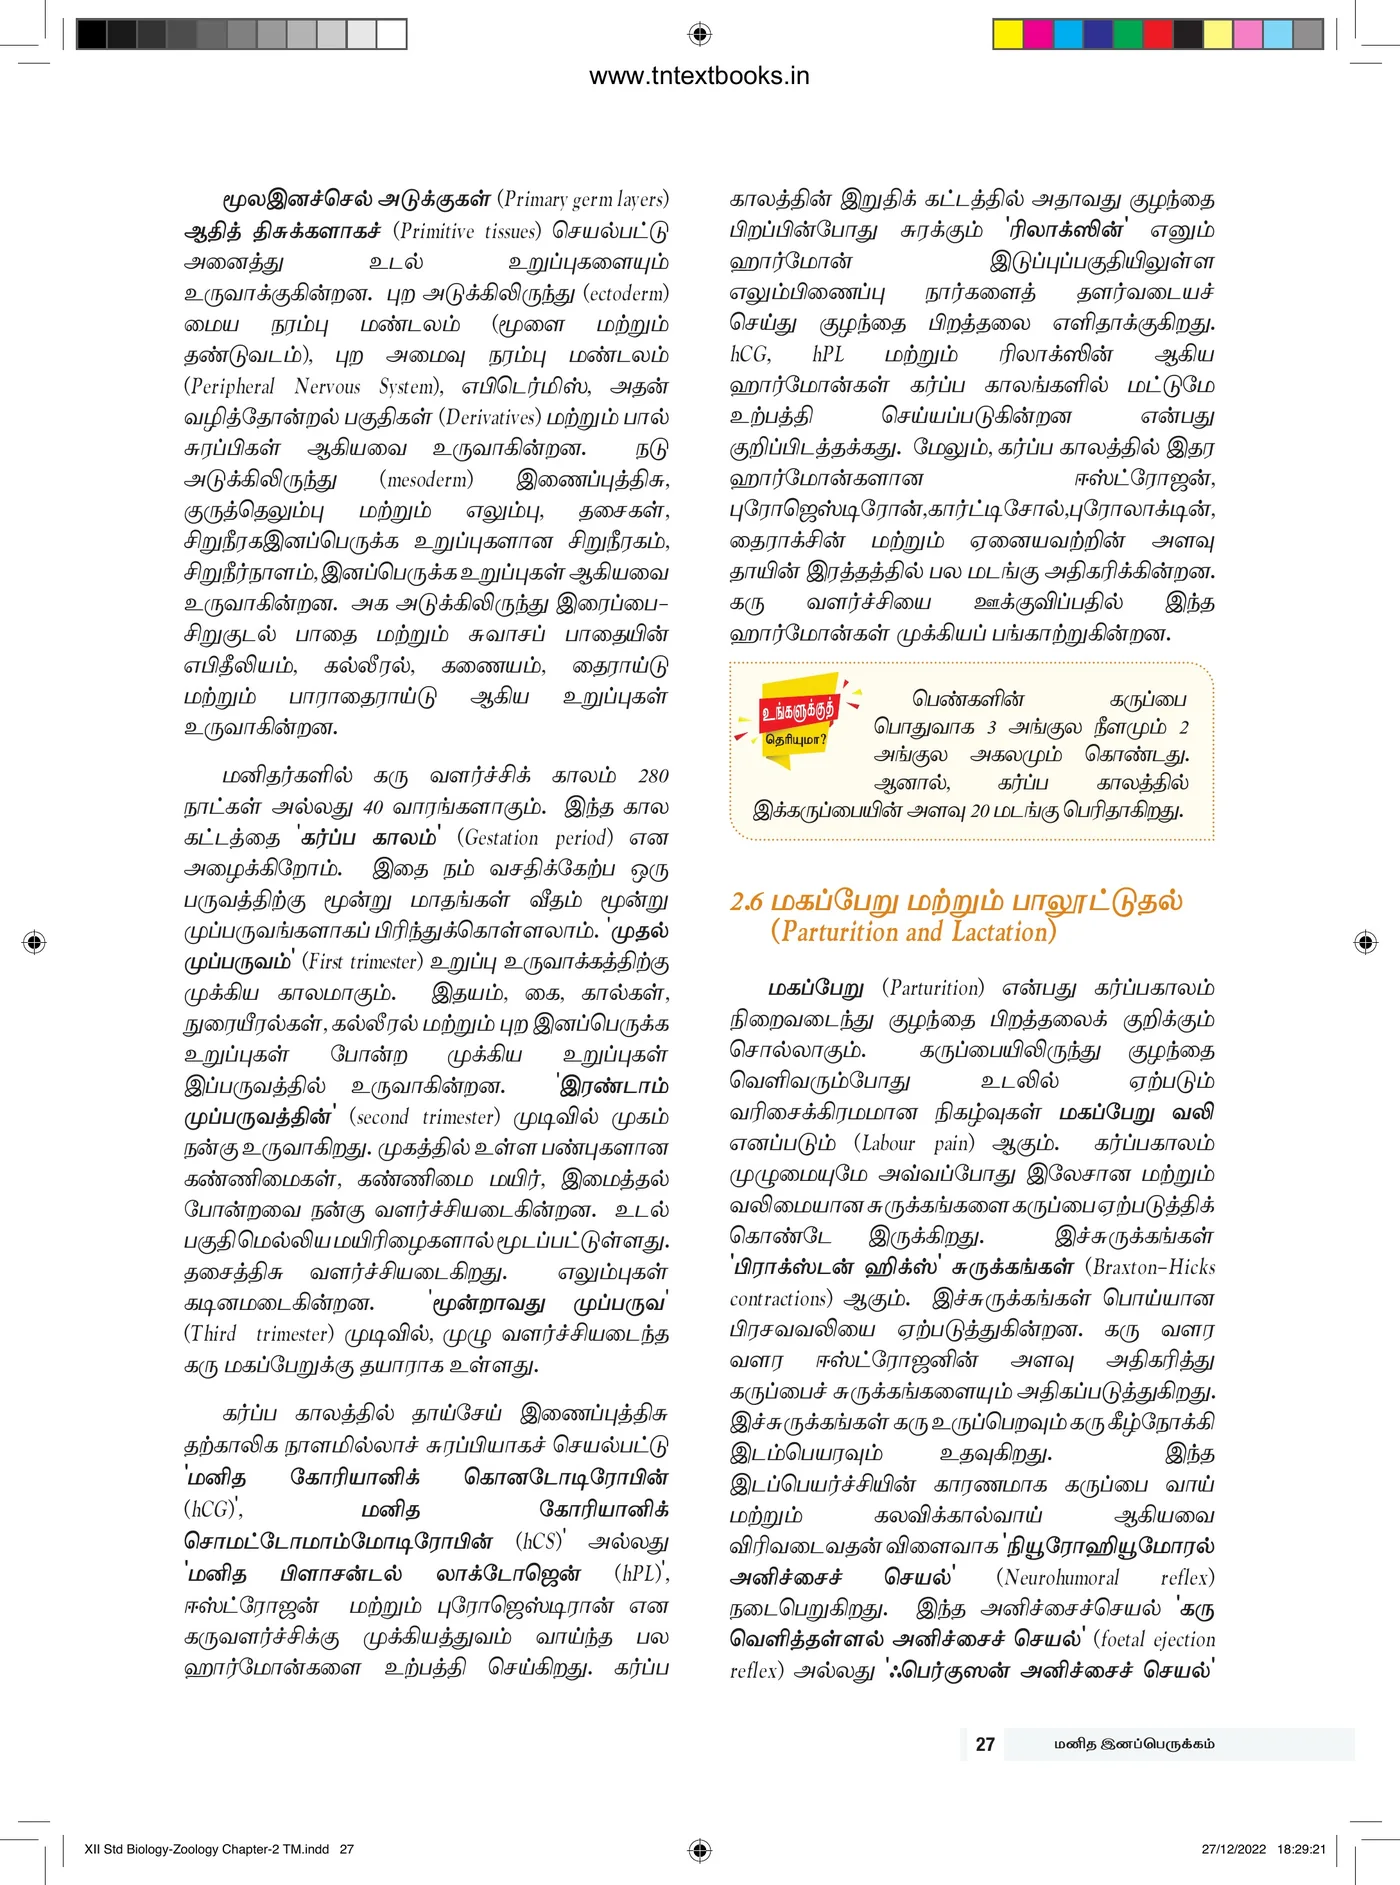 www.tntextbooks.in
மூலஇனச்செல் அடுக்குகள் (Primary germ layers)
ஆதித் திசுக்களாகச் (Primitive tissues) செயல்பட்டு
அனைத்து உடல் உறுப்புகளையும்
உருவாக்குகின்றன. புற அடுக்கிலிருந்து (ectoderm)
மைய நரம்பு மண்டலம் (மூளை மற்றும்
தண்டுவடம்), புற அமைவு நரம்பு மண்டலம்
(Peripheral Nervous System), எபிடெர்மிஸ், அதன்
வழித்தோன்றல் பகுதிகள் (Derivatives) மற்றும் பால்
சுரப்பிகள் ஆகியவை உருவாகின்றன. நடு
அடுக்கிலிருந்து (mesoderm) இணைப்புத்திசு,
குருத்தெலும்பு மற்றும் எலும்பு, தசைகள்,
சிறுநீரகஇனப்பெருக்க உறுப்புகளான சிறுநீரகம்,
சிறுநீர்நாளம்,இனப்பெருக்க உறுப்புகள் ஆகியவை
உருவாகின்றன. அக அடுக்கிலிருந்து இரைப்பை-
சிறுகுடல் பாதை மற்றும் சுவாசப் பாதையின்
எபிதீலியம், கல்லீரல், கணையம், தைராய்டு
மற்றும் பாராதைராய்டு ஆகிய உறுப்புகள்
உருவாகின்றன.
மனிதர்களில் கரு வளர்ச்சிக் காலம் 280
நாட்கள் அல்லது 40 வாரங்களாகும். இந்த கால
கட்டத்தை 'கர்ப்ப காலம்' (Gestation period) என
அழைக்கிறோம். இதை நம் வசதிக்கேற்ப ஒரு
பருவத்திற்கு மூன்று மாதங்கள் வீதம் மூன்று
முப்பருவங்களாகப் பிரிந்துக்கொள்ளலாம். 'முதல்
முப்பருவம்' (First trimester) உறுப்பு உருவாக்கத்திற்கு
முக்கிய காலமாகும். இதயம், கை, கால்கள்,
நுரையீரல்கள், கல்லீரல் மற்றும் புற இனப்பெருக்க
உறுப்புகள் போன்ற முக்கிய உறுப்புகள்
இப்பருவத்தில் உருவாகின்றன. 'இரண்டாம்
முப்பருவத்தின்' (second trimester) முடிவில் முகம்
நன்கு உருவாகிறது. முகத்தில் உள்ள பண்புகளான
கண்ணிமைகள், கண்ணிமை மயிர், இமைத்தல்
போன்றவை நன்கு வளர்ச்சியடைகின்றன. உடல்
பகுதி மெல்லிய மயிரிழைகளால் மூடப்பட்டுள்ளது.
தசைத்திசு வளர்ச்சியடைகிறது. எலும்புகள்
கடினமடைகின்றன. 'மூன்றாவது முப்பருவ'
(Third trimester) முடிவில், முழு வளர்ச்சியடைந்த
கரு மகப்பேறுக்கு தயாராக உள்ளது.
கர்ப்ப காலத்தில் தாய்சேய் இணைப்புத்திசு
தற்காலிக நாளமில்லாச் சுரப்பியாகச் செயல்பட்டு
'மனித கோரியானிக் கொனடோடிரோபின்
(hCG)', மனித கோரியானிக்
சொமட்டோமாம்மோடிரோபின் (hCS)' அல்லது
'மனித பிளாசன்டல் லாக்டோஜென் (hPL)',
ஈஸ்ட்ரோஜன் மற்றும் புரோஜெஸ்டிரான் என
கருவளர்ச்சிக்கு முக்கியத்துவம் வாய்ந்த பல
ஹார்மோன்களை உற்பத்தி செய்கிறது. கர்ப்ப
காலத்தின் இறுதிக் கட்டத்தில் அதாவது குழந்தை
பிறப்பின்போது சுரக்கும் 'ரிலாக்ஸின்' எனும்
ஹார்மோன் இடுப்புப்பகுதியிலுள்ள
எலும்பிணைப்பு நார்களைத் தளர்வடையச்
செய்து குழந்தை பிறத்தலை எளிதாக்குகிறது.
hCG, hPL மற்றும் ரிலாக்ஸின் ஆகிய
ஹார்மோன்கள் கர்ப்ப காலங்களில் மட்டுமே
உற்பத்தி செய்யப்படுகின்றன என்பது
குறிப்பிடத்தக்கது. மேலும், கர்ப்ப காலத்தில் இதர
ஹார்மோன்களான ஈஸ்ட்ரோஜன்,
புரோஜெஸ்டிரோன்,கார்ட்டிசோல்,புரோலாக்டின்,
தைராக்சின் மற்றும் ஏனையவற்றின் அளவு
தாயின் இரத்தத்தில் பல மடங்கு அதிகரிக்கின்றன.
கரு வளர்ச்சியை ஊக்குவிப்பதில் இந்த
ஹார்மோன்கள் முக்கியப் பங்காற்றுகின்றன.
உங்களுக்குத்
தெரியுமா?
பெண்களின் கருப்பை
பொதுவாக 3 அங்குல நீளமும் 2
அங்குல அகலமும் கொண்டது.
ஆனால், கர்ப்ப காலத்தில்
இக்கருப்பையின் அளவு 20 மடங்கு பெரிதாகிறது.
2.6 மகப்பேறு மற்றும் பாலூட்டுதல்
(Parturition and Lactation)
மகப்பேறு (Parturition) என்பது கர்ப்பகாலம்
நிறைவடைந்து குழந்தை பிறத்தலைக் குறிக்கும்
சொல்லாகும். கருப்பையிலிருந்து குழந்தை
வெளிவரும்போது உடலில் ஏற்படும்
வரிசைக்கிரமமான நிகழ்வுகள் மகப்பேறு வலி
எனப்படும் (Labour pain) ஆகும். கர்ப்பகாலம்
முழுமையுமே அவ்வப்போது இலேசான மற்றும்
வலிமையான சுருக்கங்களை கருப்பை ஏற்படுத்திக்
கொண்டே இருக்கிறது. இச்சுருக்கங்கள்
'பிராக்ஸ்டன் ஹிக்ஸ்' சுருக்கங்கள் (Braxton-Hicks
contractions) ஆகும். இச்சுருக்கங்கள் பொய்யான
பிரசவவலியை ஏற்படுத்துகின்றன. கரு வளர
வளர ஈஸ்ட்ரோஜனின் அளவு அதிகரித்து
கருப்பைச் சுருக்கங்களையும் அதிகப்படுத்துகிறது.
இச்சுருக்கங்கள் கரு உருப்பெறவும் கரு கீழ்நோக்கி
இடம்பெயரவும் உதவுகிறது. இந்த
இடப்பெயர்ச்சியின் காரணமாக கருப்பை வாய்
மற்றும் கலவிக்கால்வாய் ஆகியவை
விரிவடைவதன் விளைவாக 'நியூரோஹியூமோரல்
அனிச்சைச் செயல்' (Neurohumoral reflex)
நடைபெறுகிறது. இந்த அனிச்சைச்செயல் 'கரு
வெளித்தள்ளல் அனிச்சைச் செயல்' (foetal ejection
reflex) அல்லது 'ஃபெர்குஸன் அனிச்சைச் செயல்'
27 மனித இனப்பெருக்கம்
XII Std Biology-Zoology Chapter-2 TM.indd 27 27/12/2022 18:29:21